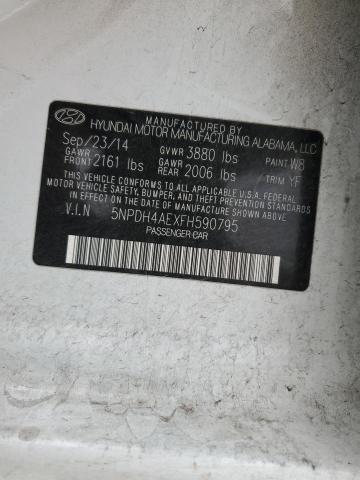 MANUFACTURED BY
HYUNDAI MOTOR MANUFACTURING ALABAMA, LLC
Sep/23/14 GVWR 3880 lbs PAINT W8
GAWR FRONT 2161 lbs GAWR REAR 2006 lbs TRIM YF
THIS VEHICLE CONFORMS TO ALL APPLICABLE U.S.A. FEDERAL
MOTOR VEHICLE SAFETY, BUMPER, AND THEFT PREVENTION
STANDARDS IN EFFECT ON THE DATE OF MANUFACTURE SHOWN ABOVE.
V.I.N 5NPDH4AEXFH590795
PASSENGER CAR